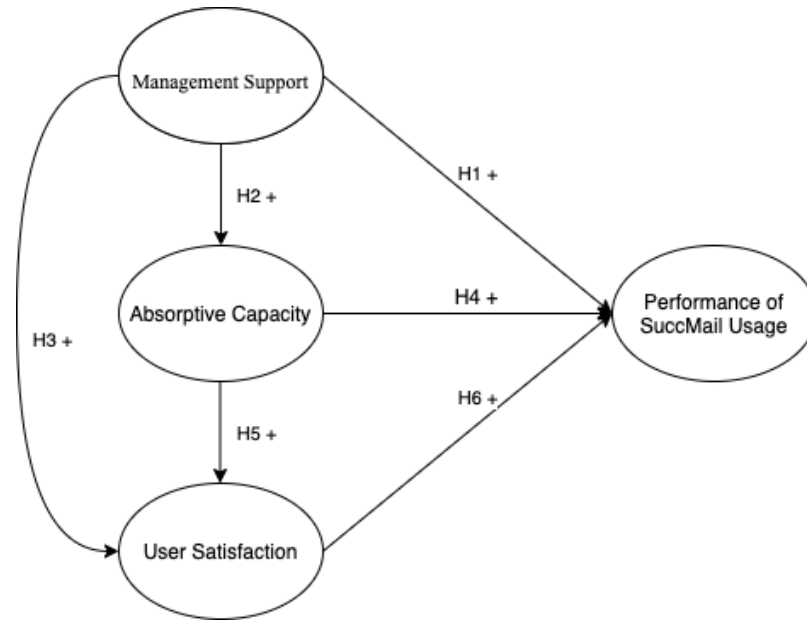 Management Support
H1 +
H2 +
Absorptive Capacity
H4 +
Performance of
SuccMail Usage
H3 +
H6 +
H5 +
User Satisfaction